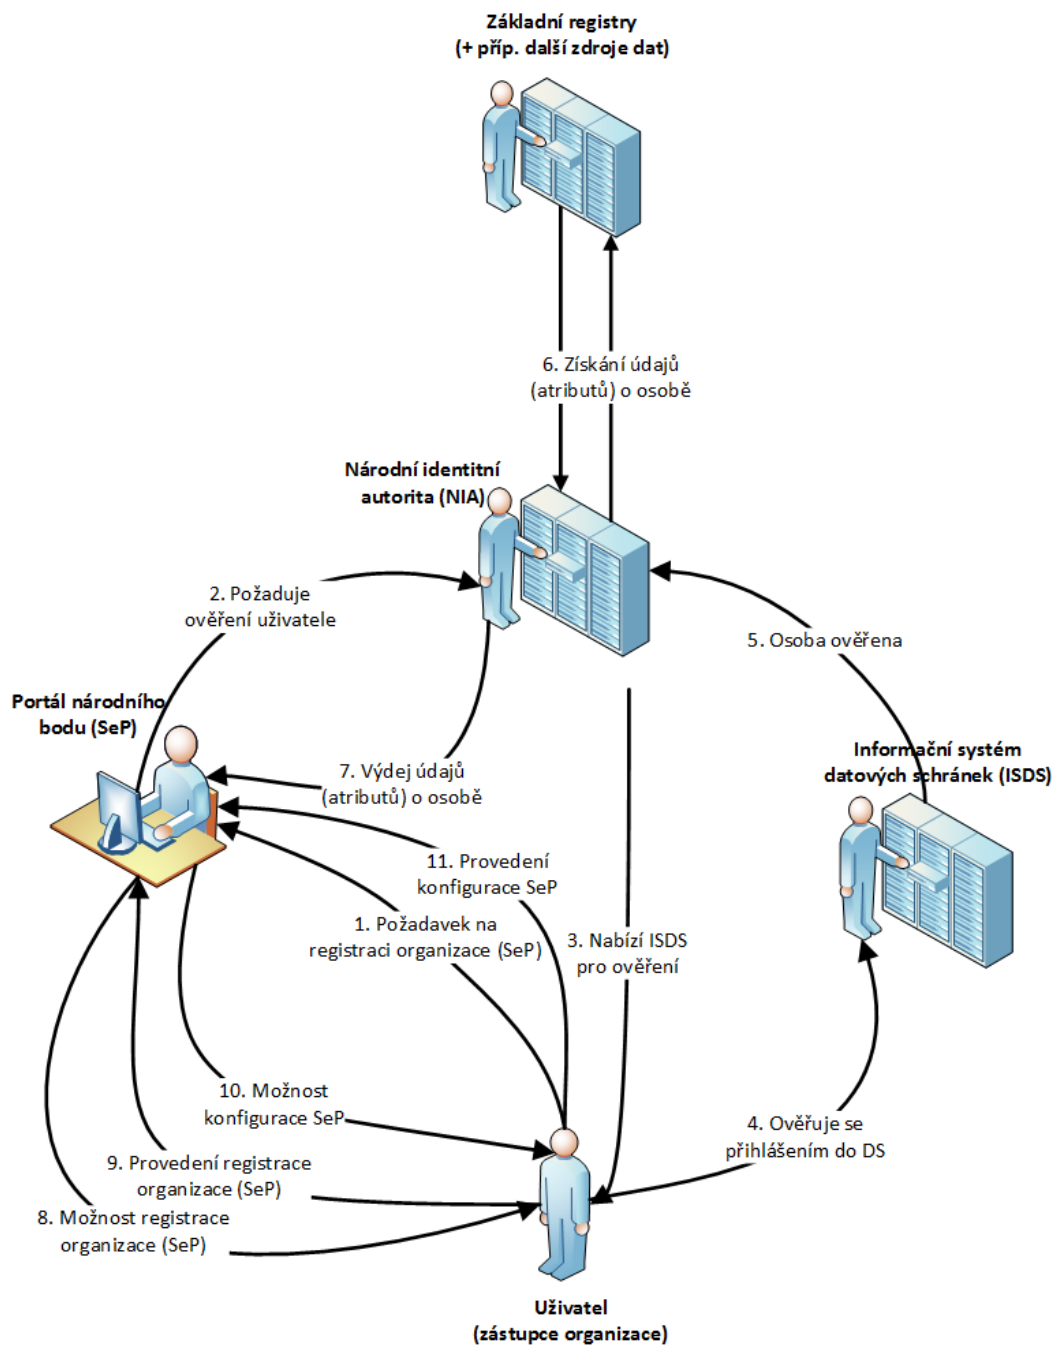 Základní registry
(+ příp. další zdroje dat)
6. Získání údajů
(atributů) o osobě
Národní identitní
autorita (NIA)
2. Požaduje
ověření uživatele
5. Osoba ověřena
Portál národního
bodu (SeP)
Informační systém
datových schránek (ISDS)
7. Výdej údajů
(atributů) o osobě
11. Provedení
konfigurace SeP
1. Požadavek na
registraci organizace (SeP)
3. Nabízí ISDS
pro ověření
10. Možnost
konfigurace SeP
4. Ověřuje se
přihlášením do DS
9. Provedení registrace
organizace (SeP)
8. Možnost registrace
organizace (SeP)
Uživatel
(zástupce organizace)